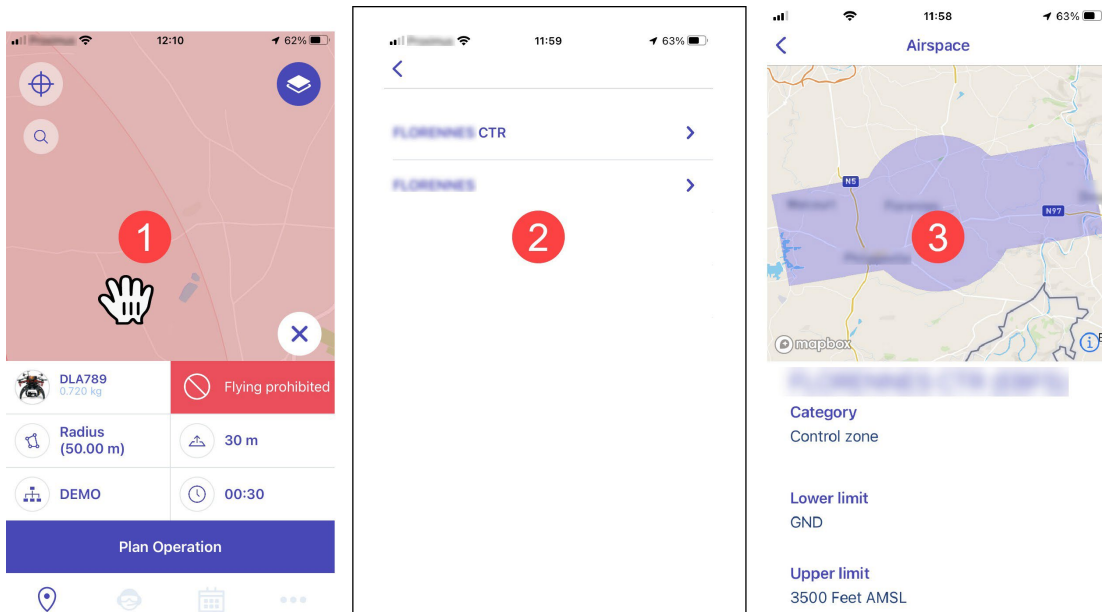 12:10
62%
1
DLA789
0.720 kg
Flying prohibited
Radius
(50.00 m)
30 m
DEMO
00:30
Plan Operation
11:59
63%
FLORENNES CTR
FLORENNES
2
11:58
63%
Airspace
N5
N97
3
mapbox
Category
Control zone
Lower limit
GND
Upper limit
3500 Feet AMSL